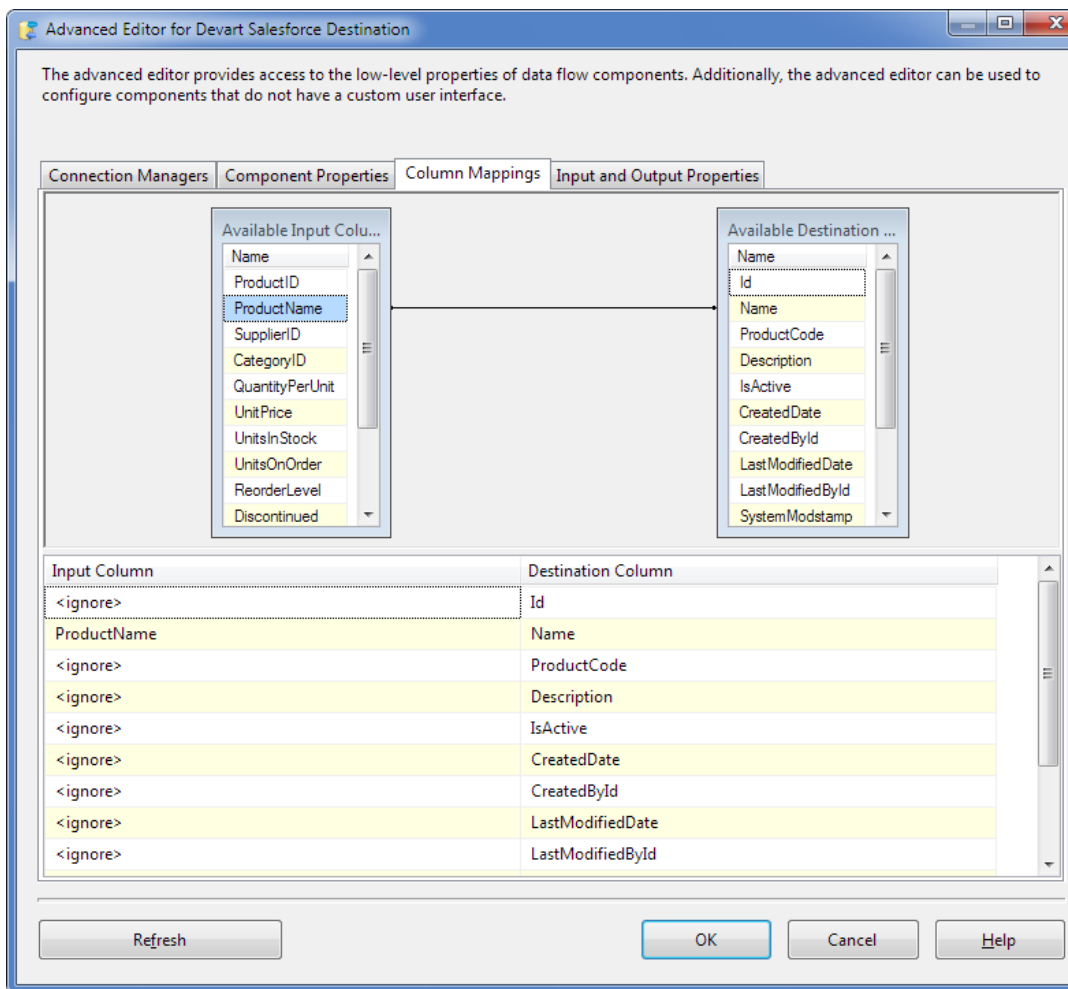 Advanced Editor for Devart Salesforce Destination
The advanced editor provides access to the low-level properties of data flow components. Additionally, the advanced editor can be used to
configure components that do not have a custom user interface.
Connection Managers Component Properties Column Mappings Input and Output Properties
Available Input Colu...
Name
ProductID
ProductName
SupplierID
CategoryID
QuantityPerUnit
UnitPrice
UnitsInStock
UnitsOnOrder
ReorderLevel
Discontinued
Available Destination ...
Name
Id
Name
ProductCode
Description
IsActive
CreatedDate
CreatedById
LastModifiedDate
LastModifiedById
SystemModstamp
Input Column Destination Column
<ignore> Id
ProductName Name
<ignore> ProductCode
<ignore> Description
<ignore> IsActive
<ignore> CreatedDate
<ignore> CreatedById
<ignore> LastModifiedDate
<ignore> LastModifiedById
Refresh OK Cancel Help